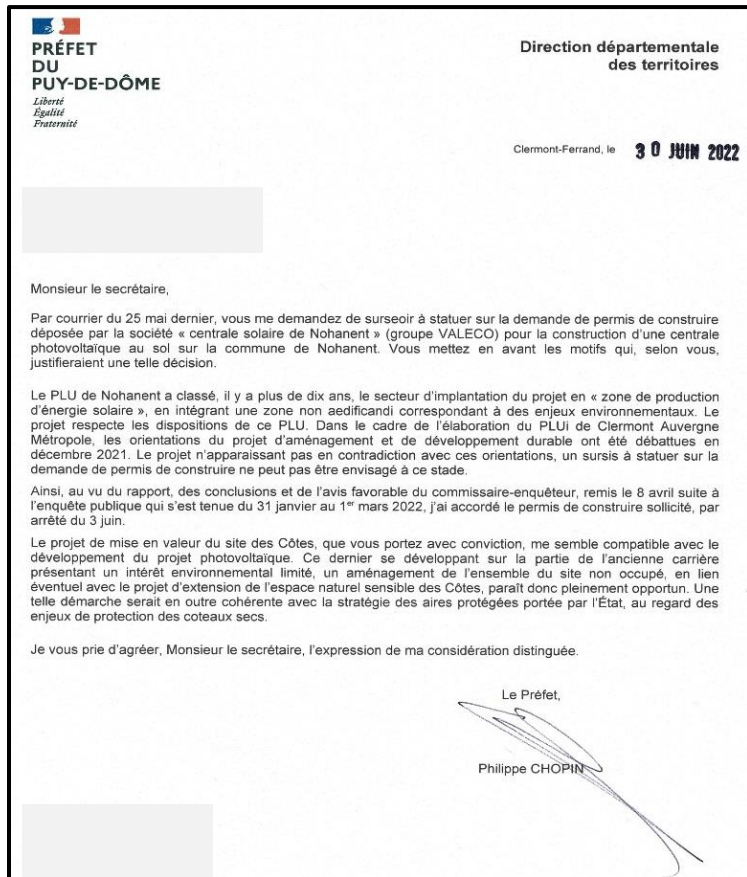 PRÉFET
DU
PUY-DE-DÔME
Liberté
Égalité
Fraternité
Direction départementale
des territoires
Clermont-Ferrand, le 30 JUIN 2022
Monsieur le secrétaire,
Par courrier du 25 mai dernier, vous me demandez de surseoir à statuer sur la demande de permis de construire
déposée par la société « centrale solaire de Nohanent » (groupe VALECO) pour la construction d'une centrale
photovoltaïque au sol sur la commune de Nohanent. Vous mettez en avant les motifs qui, selon vous,
justifieraient une telle décision.
Le PLU de Nohanent a classé, il y a plus de dix ans, le secteur d'implantation du projet en « zone de production
d'énergie solaire », en intégrant une zone non aedificandi correspondant à des enjeux environnementaux. Le
projet respecte les dispositions de ce PLU. Dans le cadre de l'élaboration du PLUi de Clermont Auvergne
Métropole, les orientations du projet d'aménagement et de développement durable ont été débattues en
décembre 2021. Le projet n'apparaissant pas en contradiction avec ces orientations, un sursis à statuer sur la
demande de permis de construire ne peut pas être envisagé à ce stade.
Ainsi, au vu du rapport, des conclusions et de l'avis favorable du commissaire-enquêteur, remis le 8 avril suite à
l'enquête publique qui s'est tenue du 31 janvier au 1er mars 2022, j'ai accordé le permis de construire sollicité, par
arrêté du 3 juin.
Le projet de mise en valeur du site des Côtes, que vous portez avec conviction, me semble compatible avec le
développement du projet photovoltaïque. Ce dernier se développant sur la partie de l'ancienne carrière
présentant un intérêt environnemental limité, un aménagement de l'ensemble du site non occupé, en lien
éventuel avec le projet d'extension de l'espace naturel sensible des Côtes, paraît donc pleinement opportun. Une
telle démarche serait en outre cohérente avec la stratégie des aires protégées portée par l'État, au regard des
enjeux de protection des coteaux secs.
Je vous prie d'agréer, Monsieur le secrétaire, l'expression de ma considération distinguée.
Le Préfet,
Philippe CHOPIN